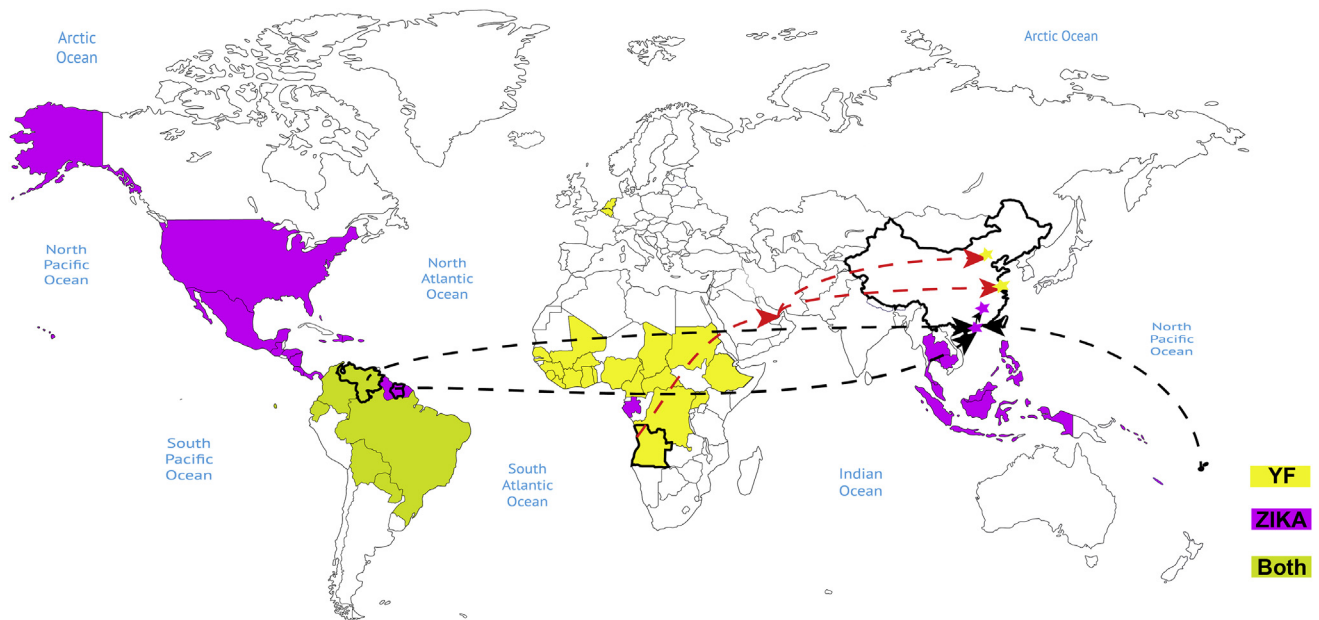 Arctic
Ocean
Arctic Ocean
North
Pacific
Ocean
North
Atlantic
Ocean
North
Pacific
Ocean
South
Pacific
Ocean
South
Atlantic
Ocean
Indian
Ocean
YF
ZIKA
Both